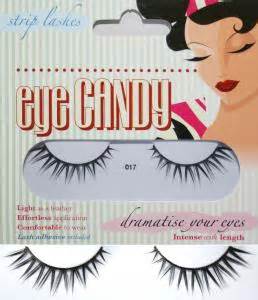 strip lashes
eye CANDY
017
Light as a feather
Effortless application
Comfortable to wear
Lash adhesive included
dramatise your eyes
Intense with length